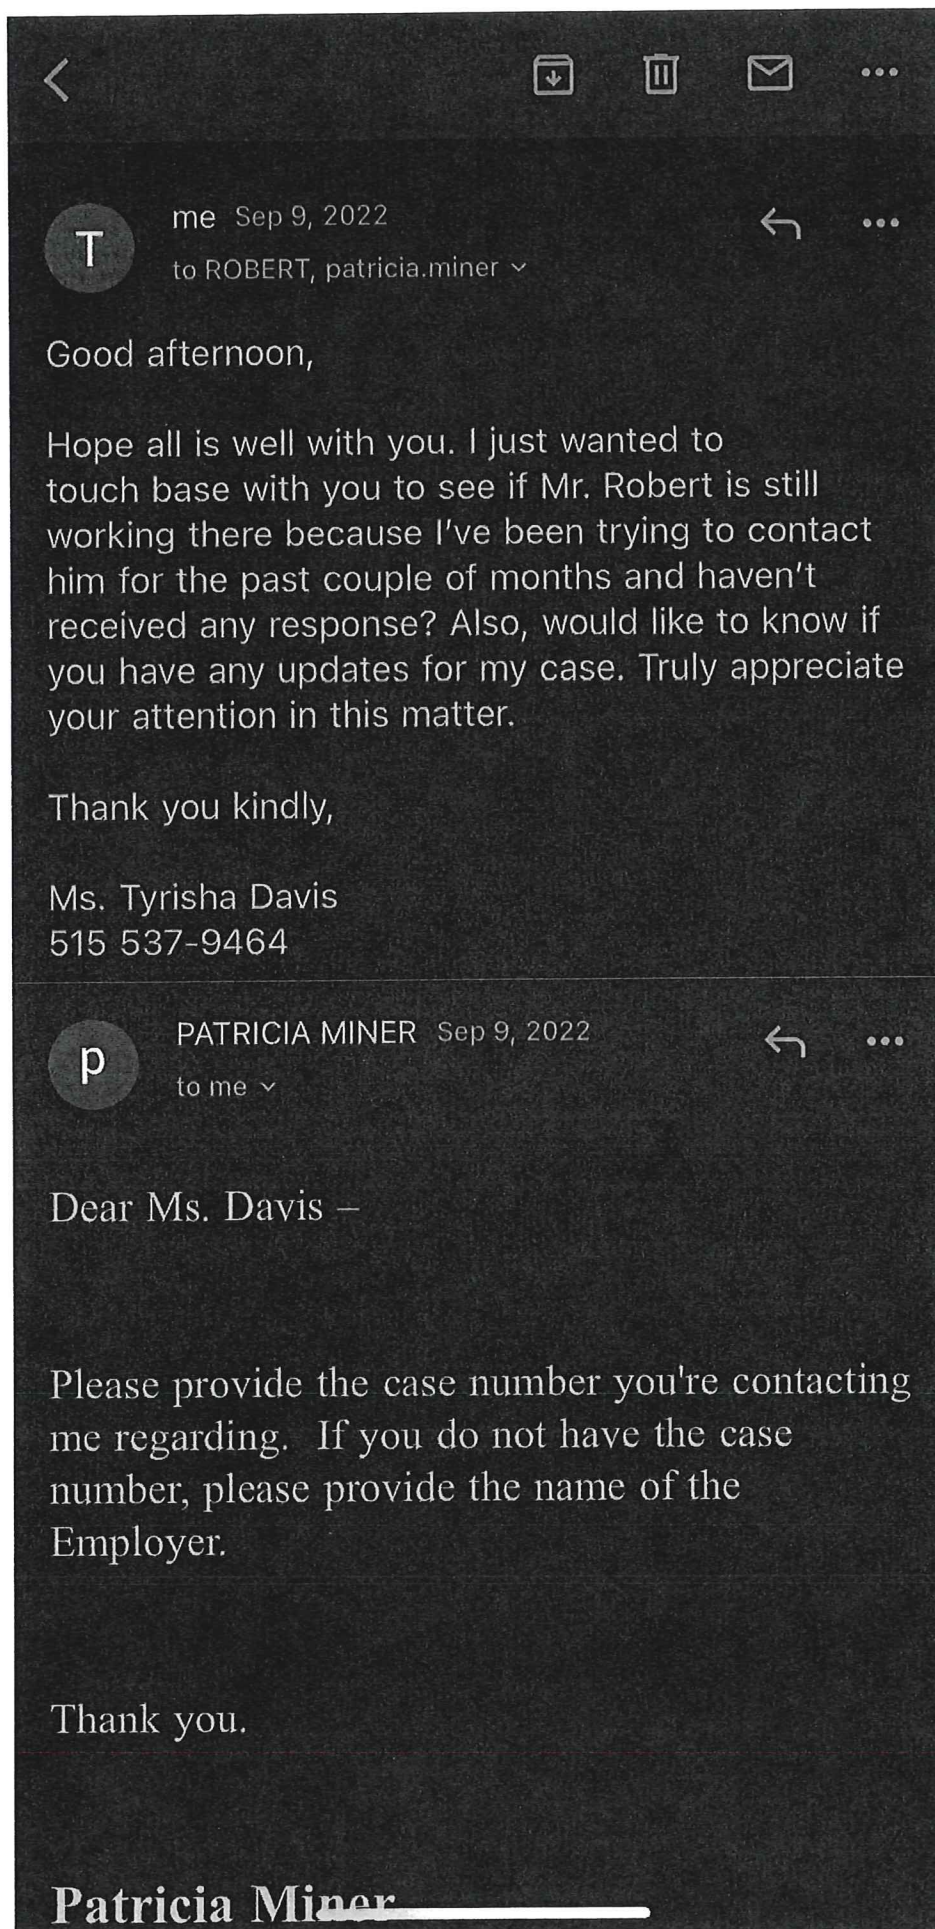 T
me Sep 9, 2022
to ROBERT, patricia.miner
Good afternoon,
Hope all is well with you. I just wanted to
touch base with you to see if Mr. Robert is still
working there because I've been trying to contact
him for the past couple of months and haven't
received any response? Also, would like to know if
you have any updates for my case. Truly appreciate
your attention in this matter.
Thank you kindly,
Ms. Tyrisha Davis
515 537-9464
p
PATRICIA MINER Sep 9, 2022
to me
Dear Ms. Davis –
Please provide the case number you're contacting
me regarding.  If you do not have the case
number, please provide the name of the
Employer.
Thank you.
Patricia Miner